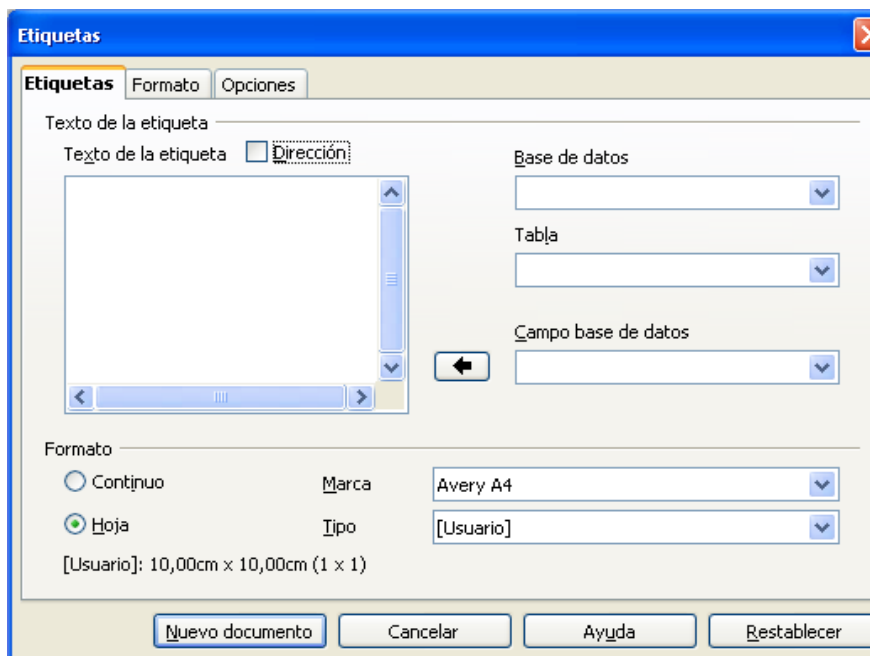 Etiquetas
Etiquetas Formato Opciones
Texto de la etiqueta
Texto de la etiqueta Dirección
Base de datos
Tabla
Campo base de datos
Formato
Continuo
Marca
Avery A4
Hoja
Tipo
[Usuario]
[Usuario]: 10,00cm x 10,00cm (1 x 1)
Nuevo documento Cancelar Ayuda Restablecer